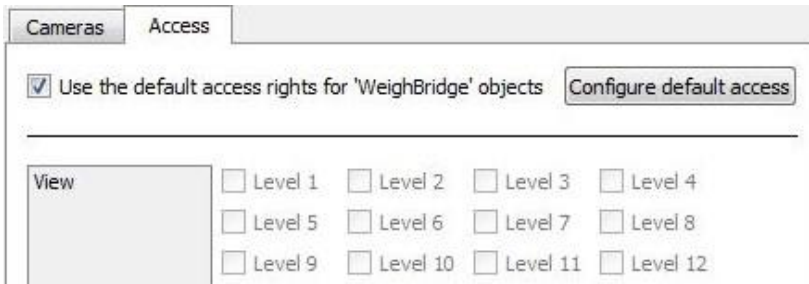 Cameras Access
Use the default access rights for 'WeighBridge' objects Configure default access
View Level 1 Level 2 Level 3 Level 4
Level 5 Level 6 Level 7 Level 8
Level 9 Level 10 Level 11 Level 12